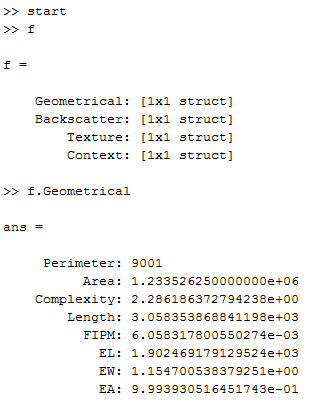 >> start
>> f
f =
Geometrical: [1x1 struct]
Backscatter: [1x1 struct]
Texture: [1x1 struct]
Context: [1x1 struct]
>> f.Geometrical
ans =
Perimeter: 9001
Area: 1.233526250000000e+06
Complexity: 2.286186372794238e+00
Length: 3.058353868841198e+03
FIPM: 6.058317800550274e-03
EL: 1.902469179129524e+03
EW: 1.154700538379251e+00
EA: 9.993930516451743e-01